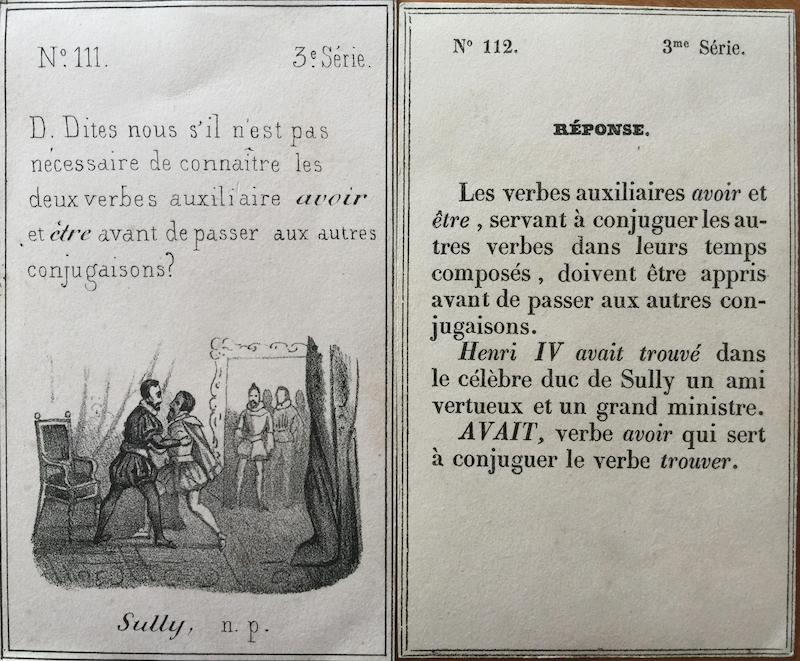 Nº 111. 3e Série.
D. Dites nous s'il n'est pas
nécessaire de connaître les
deux verbes auxiliaire avoir
et être avant de passer aux autres
conjugaisons?
Sully, n. p.
Nº 112. 3me Série.
RÉPONSE.
Les verbes auxiliaires avoir et
être, servant à conjuguer les au-
tres verbes dans leurs temps
composés, doivent être appris
avant de passer aux autres con-
jugaisons.
Henri IV avait trouvé dans
le célèbre duc de Sully un ami
vertueux et un grand ministre.
AVAIT, verbe avoir qui sert
à conjuguer le verbe trouver.